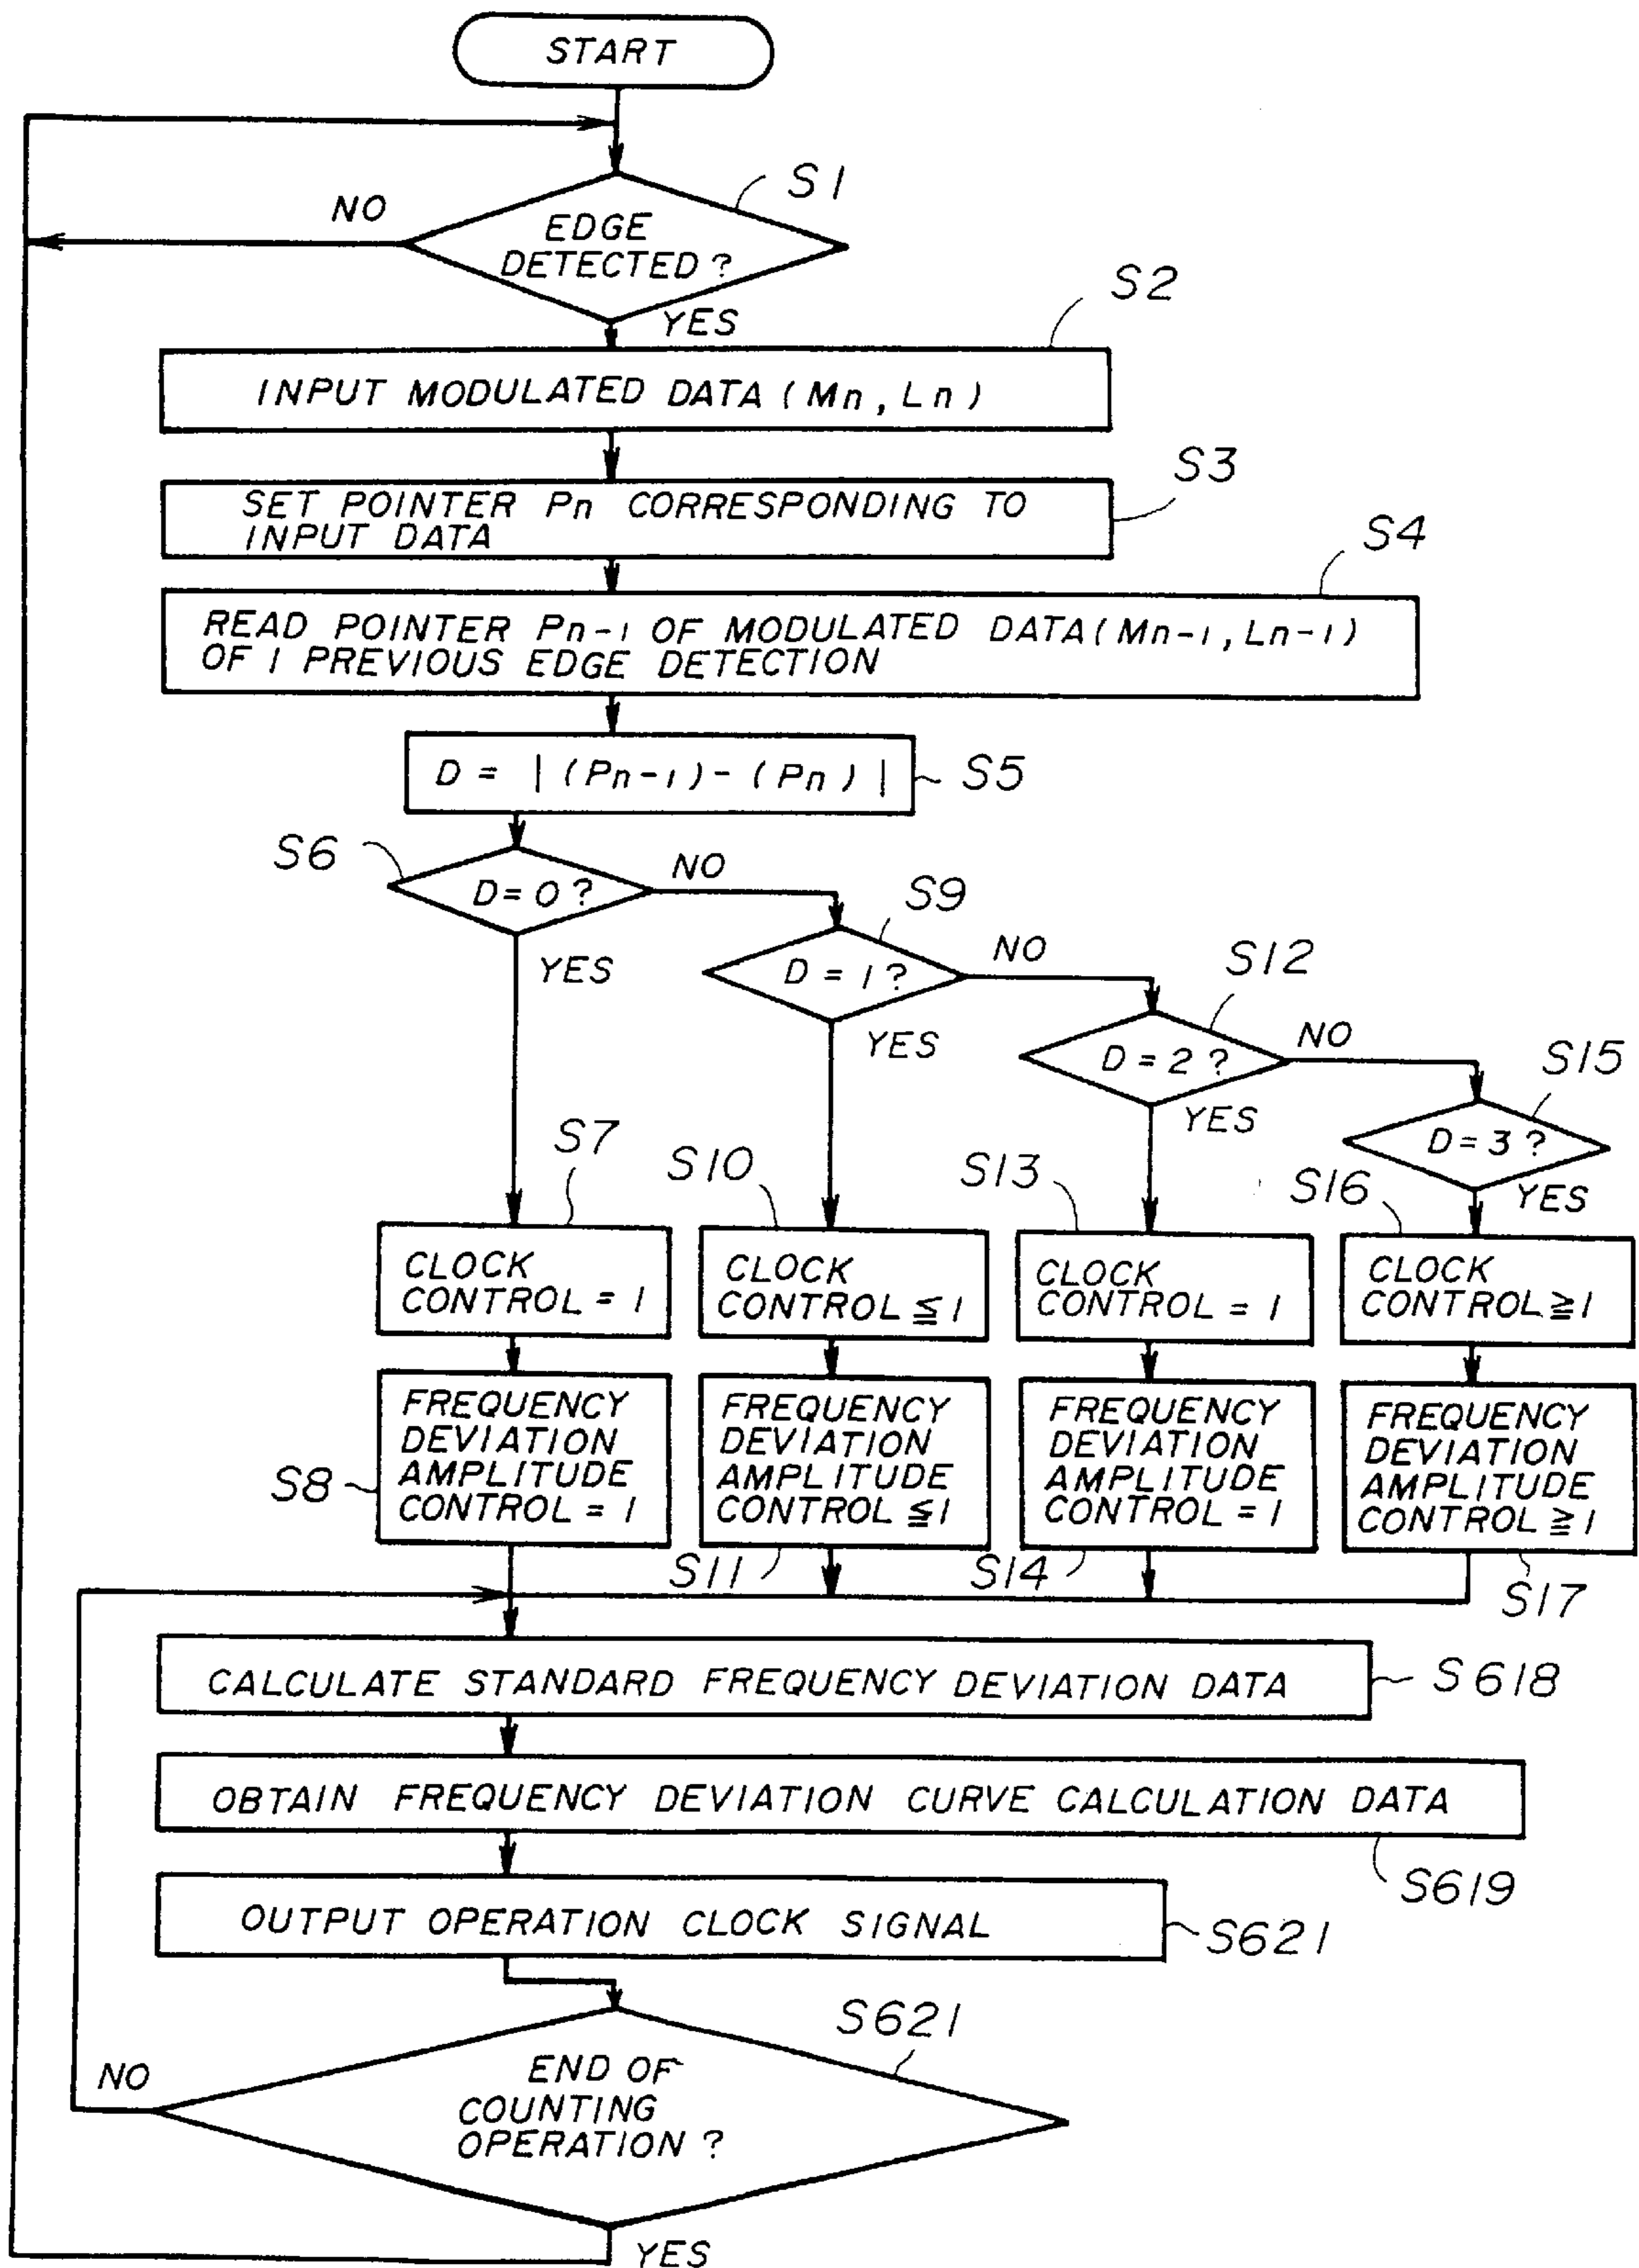 START
S1
NO
EDGE
DETECTED ?
YES
S2
INPUT MODULATED DATA ( Mn , Ln )
S3
SET POINTER Pn CORRESPONDING TO
INPUT DATA
S4
READ POINTER Pn-1 OF MODULATED DATA(Mn-1, Ln-1)
OF 1 PREVIOUS EDGE DETECTION
D = | (Pn-1) - (Pn) |
S5
S6
D = 0 ?
NO
YES
S9
D = 1 ?
NO
YES
S12
D = 2 ?
NO
YES
S15
D = 3 ?
YES
S7
CLOCK
CONTROL = 1
S10
CLOCK
CONTROL ≦ 1
S13
CLOCK
CONTROL = 1
S16
CLOCK
CONTROL ≧ 1
S8
FREQUENCY
DEVIATION
AMPLITUDE
CONTROL = 1
FREQUENCY
DEVIATION
AMPLITUDE
CONTROL ≦ 1
S11
FREQUENCY
DEVIATION
AMPLITUDE
CONTROL = 1
S14
FREQUENCY
DEVIATION
AMPLITUDE
CONTROL ≧ 1
S17
CALCULATE STANDARD FREQUENCY DEVIATION DATA
S618
OBTAIN FREQUENCY DEVIATION CURVE CALCULATION DATA
S619
OUTPUT OPERATION CLOCK SIGNAL
S621
S621
NO
END OF
COUNTING
OPERATION ?
YES